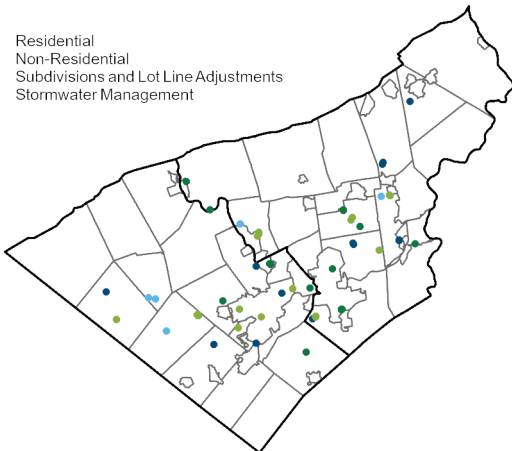 Residential
Non-Residential
Subdivisions and Lot Line Adjustments
Stormwater Management